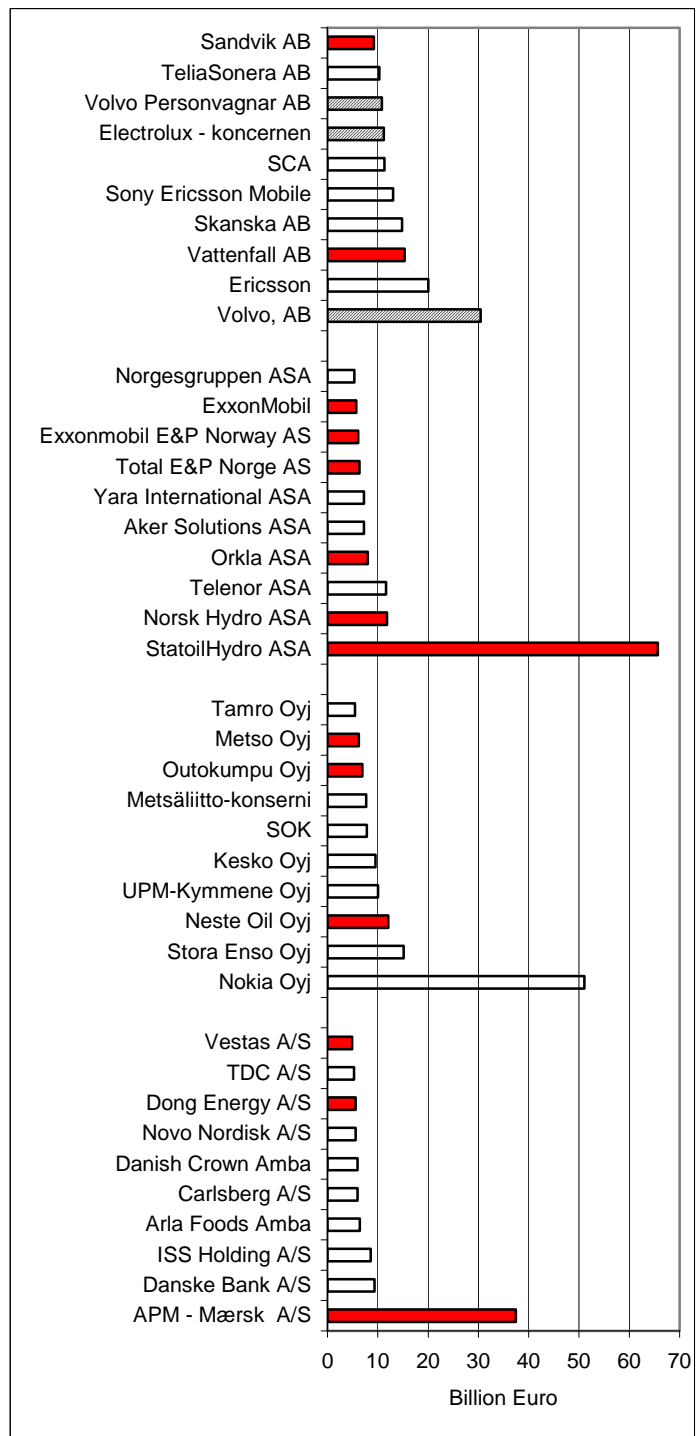 Sandvik AB
TeliaSonera AB
Volvo Personvagnar AB
Electrolux - koncernen
SCA
Sony Ericsson Mobile
Skanska AB
Vattenfall AB
Ericsson
Volvo, AB
Norgesgruppen ASA
ExxonMobil
Exxonmobil E&P Norway AS
Total E&P Norge AS
Yara International ASA
Aker Solutions ASA
Orkla ASA
Telenor ASA
Norsk Hydro ASA
StatoilHydro ASA
Tamro Oyj
Metso Oyj
Outokumpu Oyj
Metsäliitto-konserni
SOK
Kesko Oyj
UPM-Kymmene Oyj
Neste Oil Oyj
Stora Enso Oyj
Nokia Oyj
Vestas A/S
TDC A/S
Dong Energy A/S
Novo Nordisk A/S
Danish Crown Amba
Carlsberg A/S
Arla Foods Amba
ISS Holding A/S
Danske Bank A/S
APM - Mærsk A/S
0 10 20 30 40 50 60 70
Billion Euro